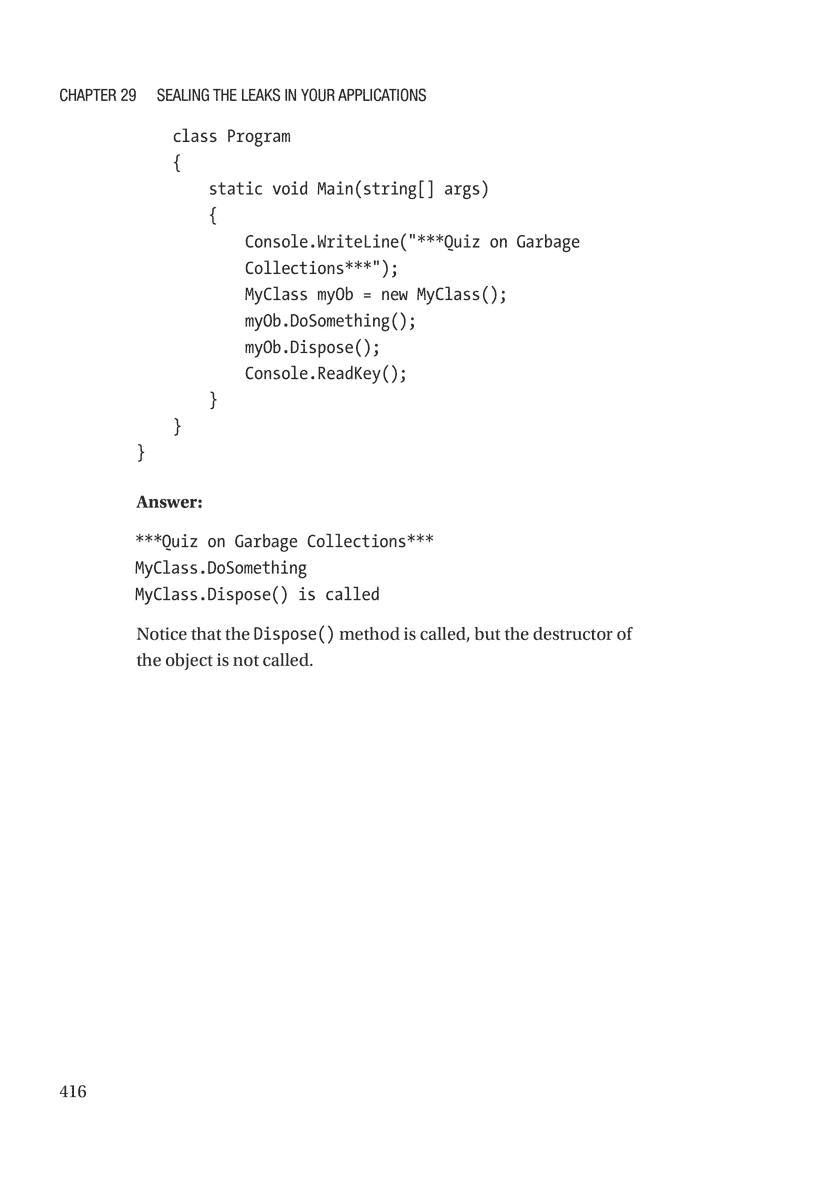 CHAPTER 29 SEALING THE LEAKS IN YOUR APPLICATIONS
class Program
{
static void Main(string[] args)
{
Console.WriteLine("***Quiz on Garbage
Collections***");
MyClass myOb = new MyClass();
myOb.DoSomething();
myOb.Dispose();
Console.ReadKey();
}
}
}
Answer:
***Quiz on Garbage Collections***
MyClass.DoSomething
MyClass.Dispose() is called
Notice that the Dispose() method is called, but the destructor of
the object is not called.
416